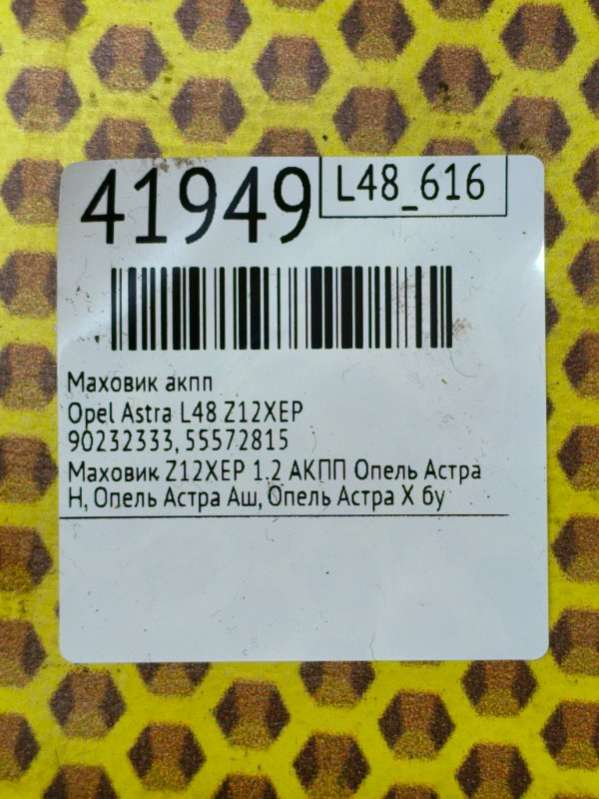 41949
L48_616
Маховик акпп
Opel Astra L48 Z12XEP
90232333, 55572815
Маховик Z12XEP 1.2 АКПП Опель Астра
Н, Опель Астра Аш, Опель Астра Х бу